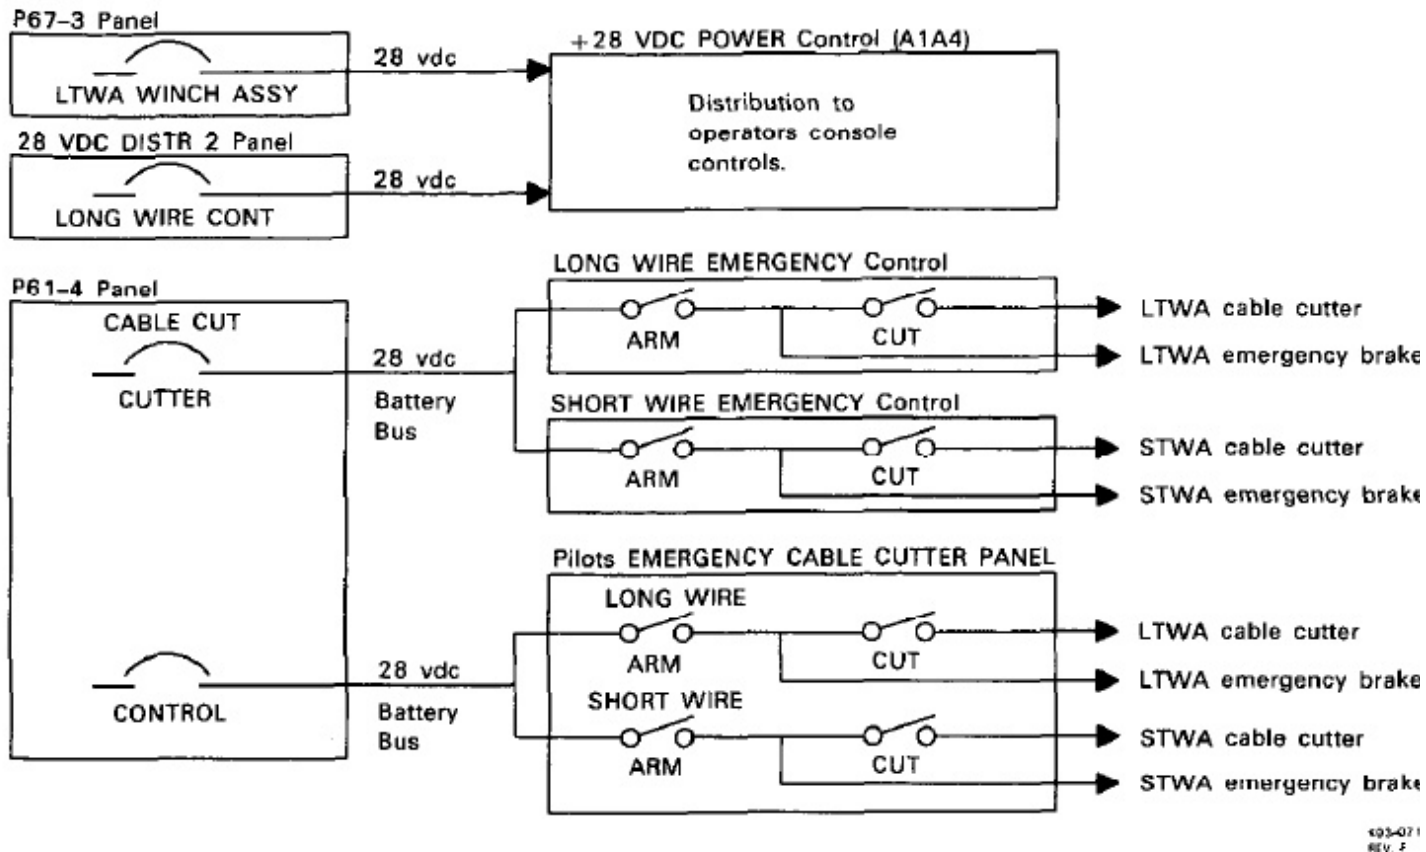 P67-3 Panel
LTWA WINCH ASSY
28 vdc
+28 VDC POWER Control (A1A4)
Distribution to
operators console
controls.
28 VDC DISTR 2 Panel
LONG WIRE CONT
28 vdc
P61-4 Panel
CABLE CUT
CUTTER
28 vdc
Battery
Bus
LONG WIRE EMERGENCY Control
ARM
CUT
LTWA cable cutter
LTWA emergency brake
SHORT WIRE EMERGENCY Control
ARM
CUT
STWA cable cutter
STWA emergency brake
CONTROL
28 vdc
Battery
Bus
Pilots EMERGENCY CABLE CUTTER PANEL
LONG WIRE
ARM
CUT
LTWA cable cutter
LTWA emergency brake
SHORT WIRE
ARM
CUT
STWA cable cutter
STWA emergency brake
REV.